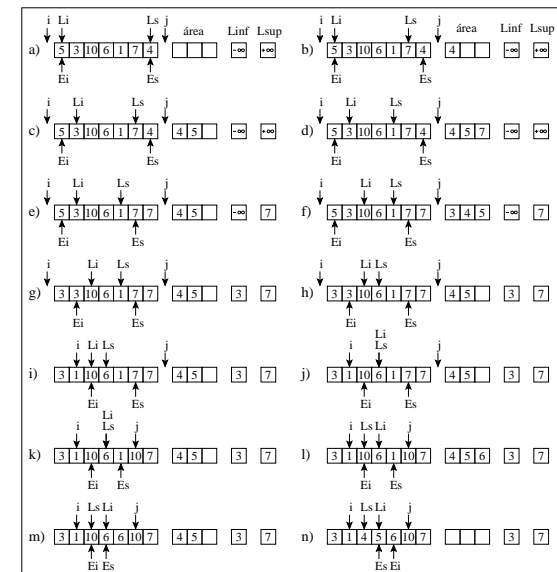 i Li Ls j área Linf Lsup
a) 5 3 10 6 1 7 4 -∞ +∞
Ei Es
i Li Ls j área Linf Lsup
b) 5 3 10 6 1 7 4 4 -∞ +∞
Ei Es
i Li Ls j
c) 5 3 10 6 1 7 4 4 5 -∞ +∞
Ei Es
i Li Ls j
d) 5 3 10 6 1 7 4 4 5 7 -∞ +∞
Ei Es
i Li Ls j
e) 5 3 10 6 1 7 7 4 5 -∞ 7
Ei Es
i Li Ls j
f) 5 3 10 6 1 7 7 3 4 5 -∞ 7
Ei Es
i Li Ls j
g) 3 3 10 6 1 7 7 4 5 3 7
Ei Es
i Li Ls j
h) 3 3 10 6 1 7 7 4 5 3 7
Ei Es
i Li Ls j
i) 3 1 10 6 1 7 7 4 5 3 7
Ei Es
Li
i Ls j
j) 3 1 10 6 1 7 7 4 5 3 7
Ei Es
Li
i Ls j
k) 3 1 10 6 1 10 7 4 5 3 7
Ei Es
i Ls Li j
l) 3 1 10 6 1 10 7 4 5 6 3 7
Ei Es
i Ls Li j
m) 3 1 10 6 6 10 7 4 5 3 7
Ei Es
i Ls Li j
n) 3 1 4 5 6 10 7 3 7
Ei Es